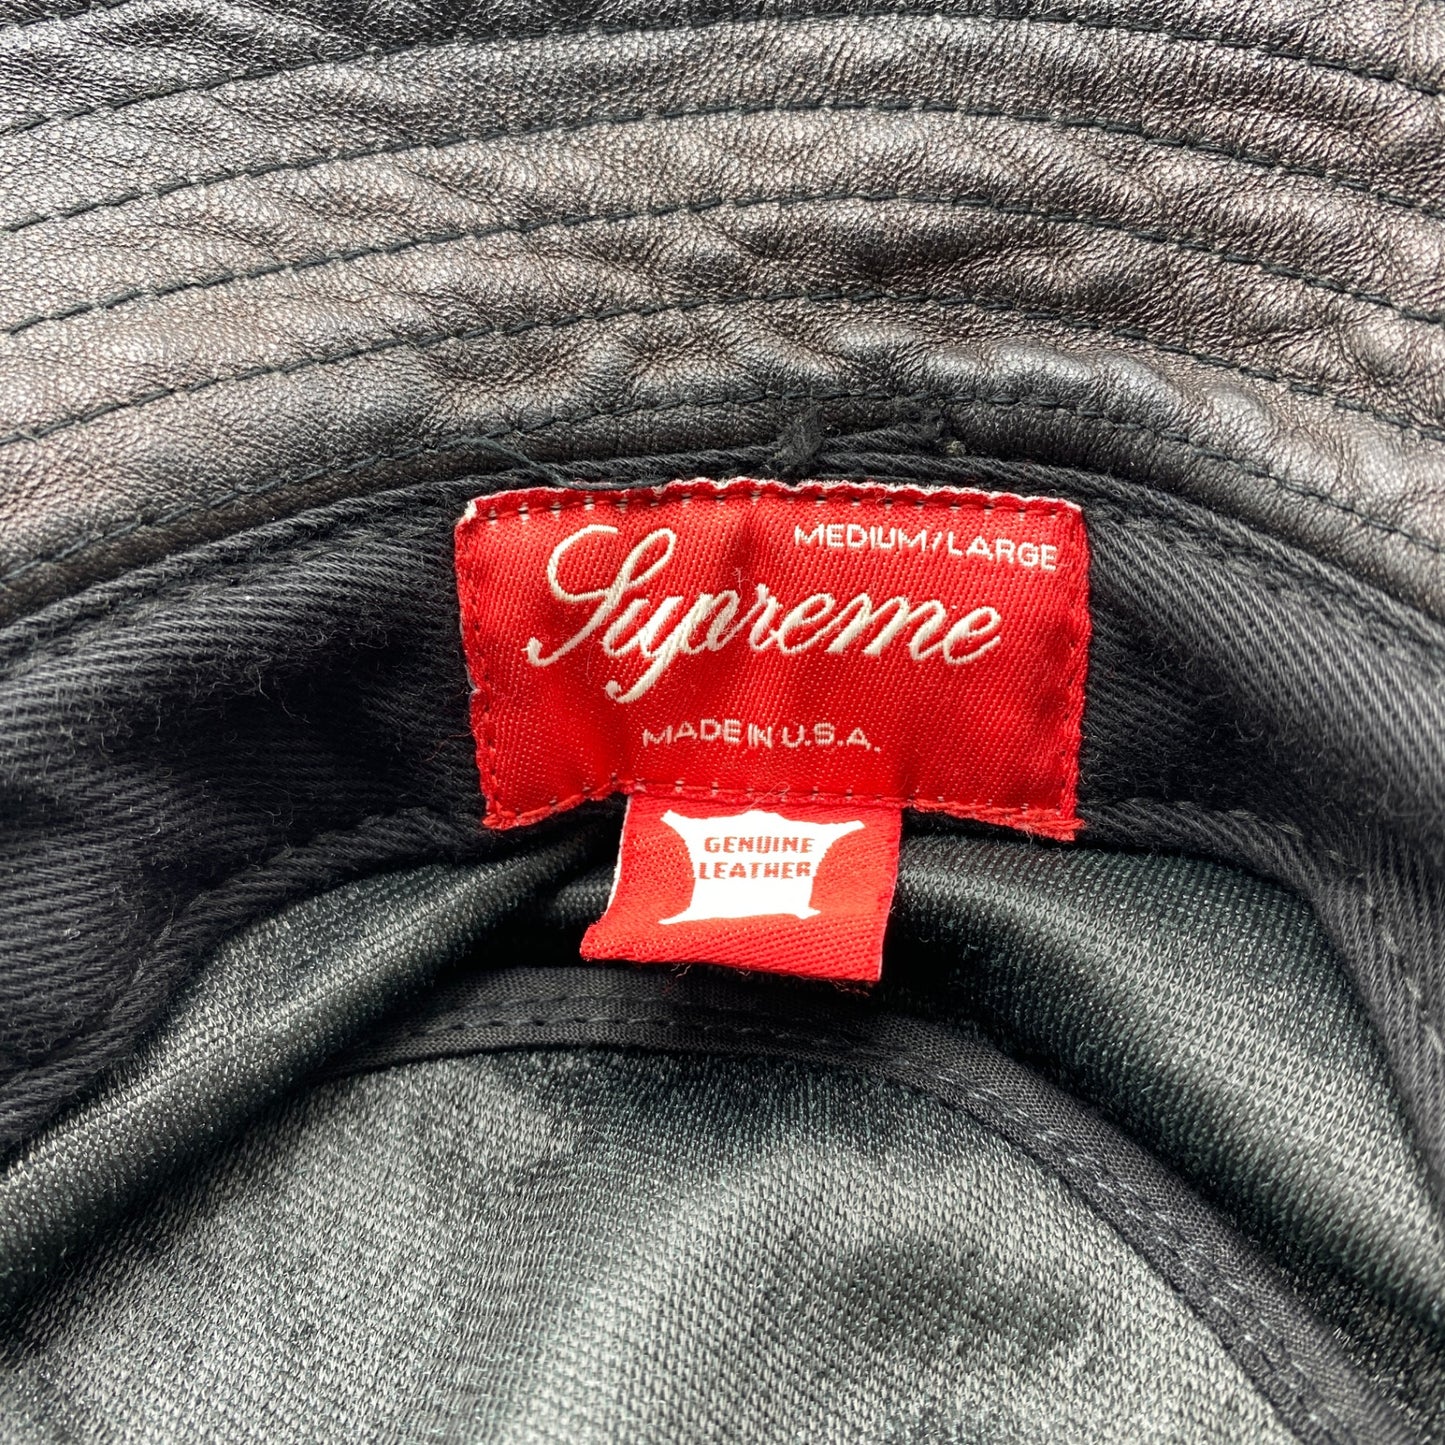 MEDIUM/LARGE
Supreme
MADE IN U.S.A.
GENUINE
LEATHER